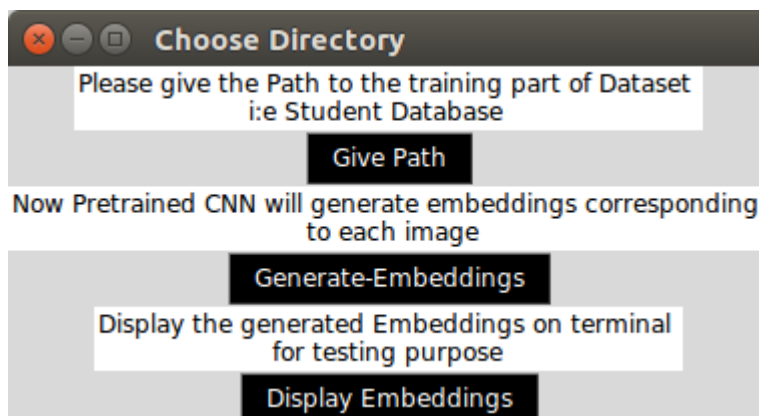 Choose Directory
Please give the Path to the training part of Dataset
i:e Student Database
Give Path
Now Pretrained CNN will generate embeddings corresponding
to each image
Generate-Embeddings
Display the generated Embeddings on terminal
for testing purpose
Display Embeddings